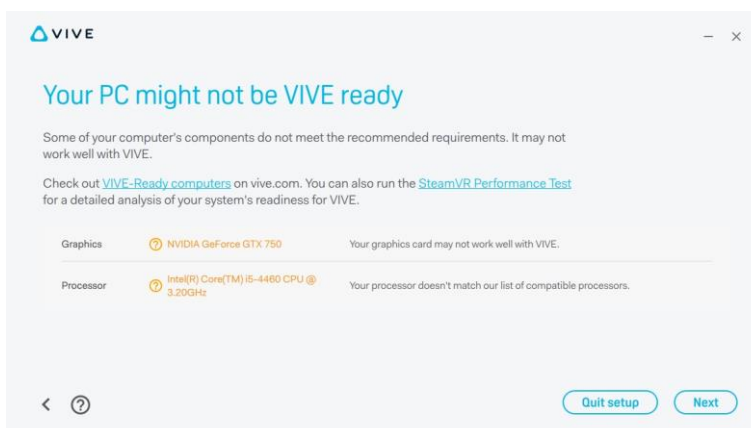 VIVE
Your PC might not be VIVE ready
Some of your computer's components do not meet the recommended requirements. It may not
work well with VIVE.
Check out VIVE-Ready computers on vive.com. You can also run the SteamVR Performance Test
for a detailed analysis of your system's readiness for VIVE.
Graphics NVIDIA GeForce GTX 750 Your graphics card may not work well with VIVE.
Processor Intel(R) Core(TM) i5-4460 CPU @
3.20GHz Your processor doesn't match our list of compatible processors.
Quit setup Next